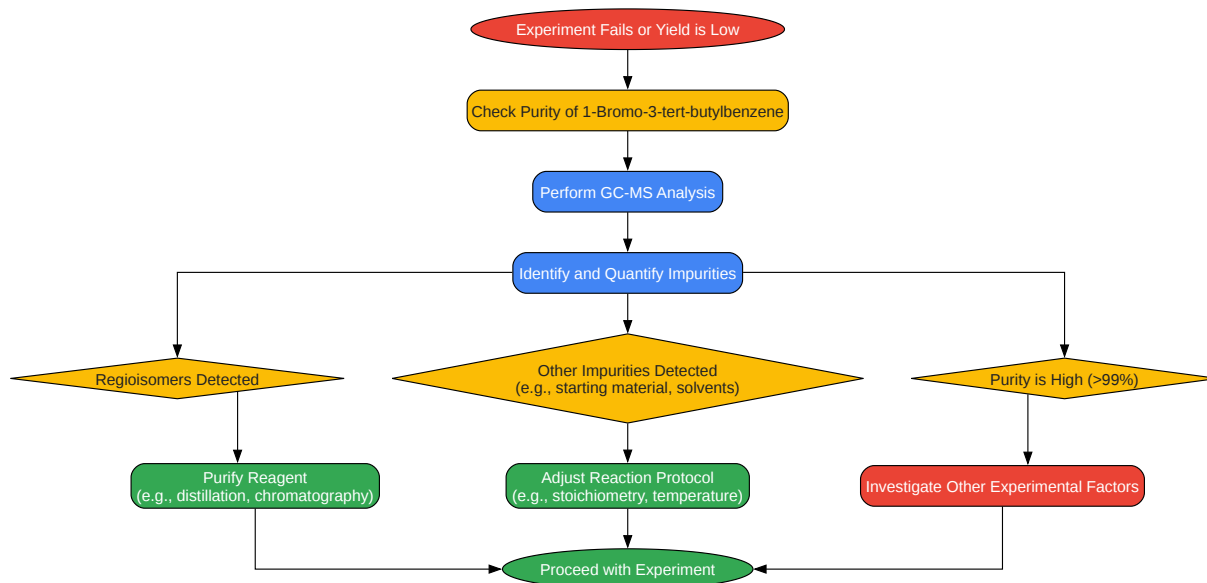 Experiment Fails or Yield is Low
Check Purity of 1-Bromo-3-tert-butylbenzene
Perform GC-MS Analysis
Identify and Quantify Impurities
Regioisomers Detected
Other Impurities Detected
(e.g., starting material, solvents)
Purity is High (>99%)
Purify Reagent
(e.g., distillation, chromatography)
Adjust Reaction Protocol
(e.g., stoichiometry, temperature)
Investigate Other Experimental Factors
Proceed with Experiment